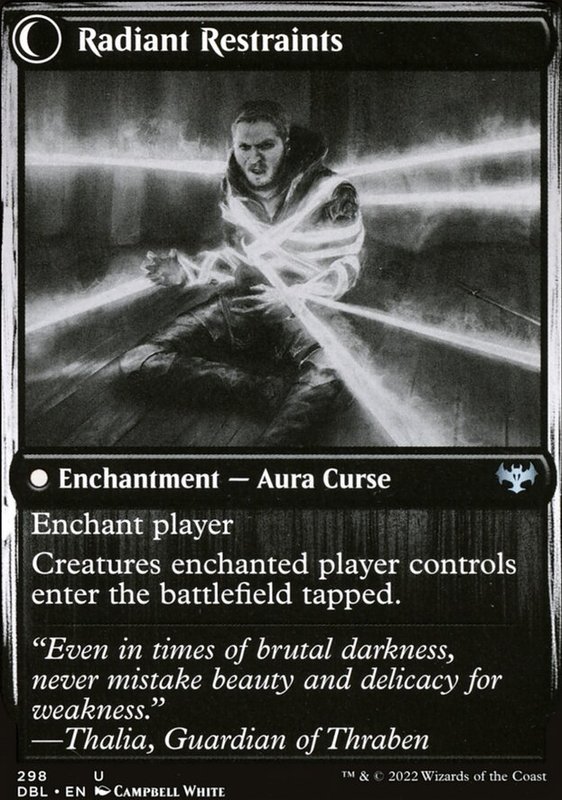 Radiant Restraints
Enchantment — Aura Curse
Enchant player
Creatures enchanted player controls
enter the battlefield tapped.
“Even in times of brutal darkness,
never mistake beauty and delicacy for
weakness.”
—Thalia, Guardian of Thraben
298 U
DBL • EN CAMPBELL WHITE
™ & © 2022 Wizards of the Coast